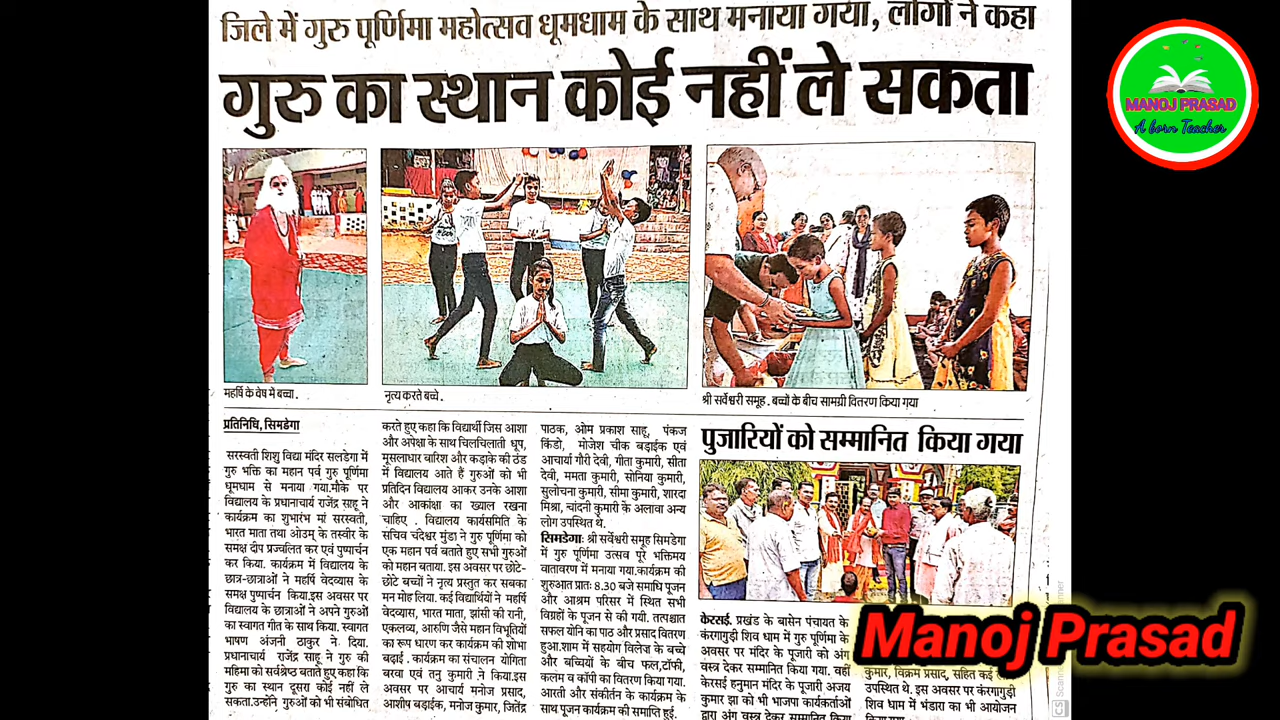 जिले में गुरु पूर्णिमा महोत्सव धूमधाम के साथ मनाया गया, लोगों ने कहा
गुरु का स्थान कोई नहीं ले सकता
MANOJ PRASAD
A born Teacher
महर्षि के वेष में बच्चा.
नृत्य करते बच्चे.
श्री सर्वेश्वरी समूह. बच्चों के बीच सामग्री वितरण किया गया
प्रतिनिधि, सिमडेगा
सरस्वती शिशु विद्या मंदिर सलडेगा में
गुरु भक्ति का महान पर्व गुरु पूर्णिमा
धूमधाम से मनाया गया.मौके पर
विद्यालय के प्रधानाचार्य राजेंद्र साहू ने
कार्यक्रम का शुभारंभ मां सरस्वती,
भारत माता तथा ओउम् के तस्वीर के
समक्ष दीप प्रज्वलित कर एवं पुष्पार्चन
कर किया. कार्यक्रम में विद्यालय के
छात्र-छात्राओं ने महर्षि वेदव्यास के
समक्ष पुष्पार्चन किया.इस अवसर पर
विद्यालय के छात्राओं ने अपने गुरुओं
का स्वागत गीत के साथ किया. स्वागत
भाषण अंजनी ठाकुर ने दिया.
प्रधानाचार्य राजेंद्र साहू ने गुरु की
महिमा को सर्वश्रेष्ठ बताते हुए कहा कि
गुरु का स्थान दूसरा कोई नहीं ले
सकता.उन्होंने गुरुओं को भी संबोधित
करते हुए कहा कि विद्यार्थी जिस आशा
और अपेक्षा के साथ चिलचिलाती धूप,
मूसलाधार बारिश और कड़ाके की ठंड
में विद्यालय आते हैं गुरुओं को भी
प्रतिदिन विद्यालय आकर उनके आशा
और आकांक्षा का ख्याल रखना
चाहिए . विद्यालय कार्यसमिति के
सचिव चंदेश्वर मुंडा ने गुरु पूर्णिमा को
एक महान पर्व बताते हुए सभी गुरुओं
को महान बताया. इस अवसर पर छोटे-
छोटे बच्चों ने नृत्य प्रस्तुत कर सबका
मन मोह लिया. कई विद्यार्थियों ने महर्षि
वेदव्यास, भारत माता, झांसी की रानी,
एकलव्य, आरुणि जैसे महान विभूतियों
का रूप धारण कर कार्यक्रम की शोभा
बढ़ाई . कार्यक्रम का संचालन योगिता
बरवा एवं तनु कुमारी ने किया.इस
अवसर पर आचार्य मनोज प्रसाद,
आशीष बड़ाईक, मनोज कुमार, जितेंद्र
पाठक, ओम प्रकाश साहू, पंकज
किंडो, मोजेश चीक बड़ाईक एवं
आचार्या गौरी देवी, गीता कुमारी, सीता
देवी, ममता कुमारी, सोनिया कुमारी,
सुलोचना कुमारी, सीमा कुमारी, शारदा
मिश्रा, चांदनी कुमारी के अलावा अन्य
लोग उपस्थित थे.
सिमडेगाः श्री सर्वेश्वरी समूह सिमडेगा
में गुरु पूर्णिमा उत्सव पूरे भक्तिमय
वातावरण में मनाया गया.कार्यक्रम की
शुरुआत प्रातः 8.30 बजे समाधि पूजन
और आश्रम परिसर में स्थित सभी
विग्रहों के पूजन से की गयी. तत्पश्चात
सफल योनि का पाठ और प्रसाद वितरण
हुआ.शाम में सहयोग विलेज के बच्चे
और बच्चियों के बीच फल,टॉफी,
कलम व कॉपी का वितरण किया गया.
आरती और संकीर्तन के कार्यक्रम के
साथ पूजन कार्यक्रम की समाप्ति हुई.
पुजारियों को सम्मानित किया गया
केरसई. प्रखंड के बासेन पंचायत के
कंरगागुड़ी शिव धाम में गुरु पूर्णिमा के
अवसर पर मंदिर के पूजारी को अंग
वस्त्र देकर सम्मानित किया गया. वहीं
केरसई हनुमान मंदिर के पूजारी अजय
कुमार झा को भी भाजपा कार्यकर्ताओं
द्वारा अंग वस्त्र देकर सम्मानित किया
कुमार, विक्रम प्रसाद, सहित कई
उपस्थित थे. इस अवसर पर कंरगागुड़ी
शिव धाम में भंडारा का भी आयोजन
किया गया
Manoj Prasad
CS